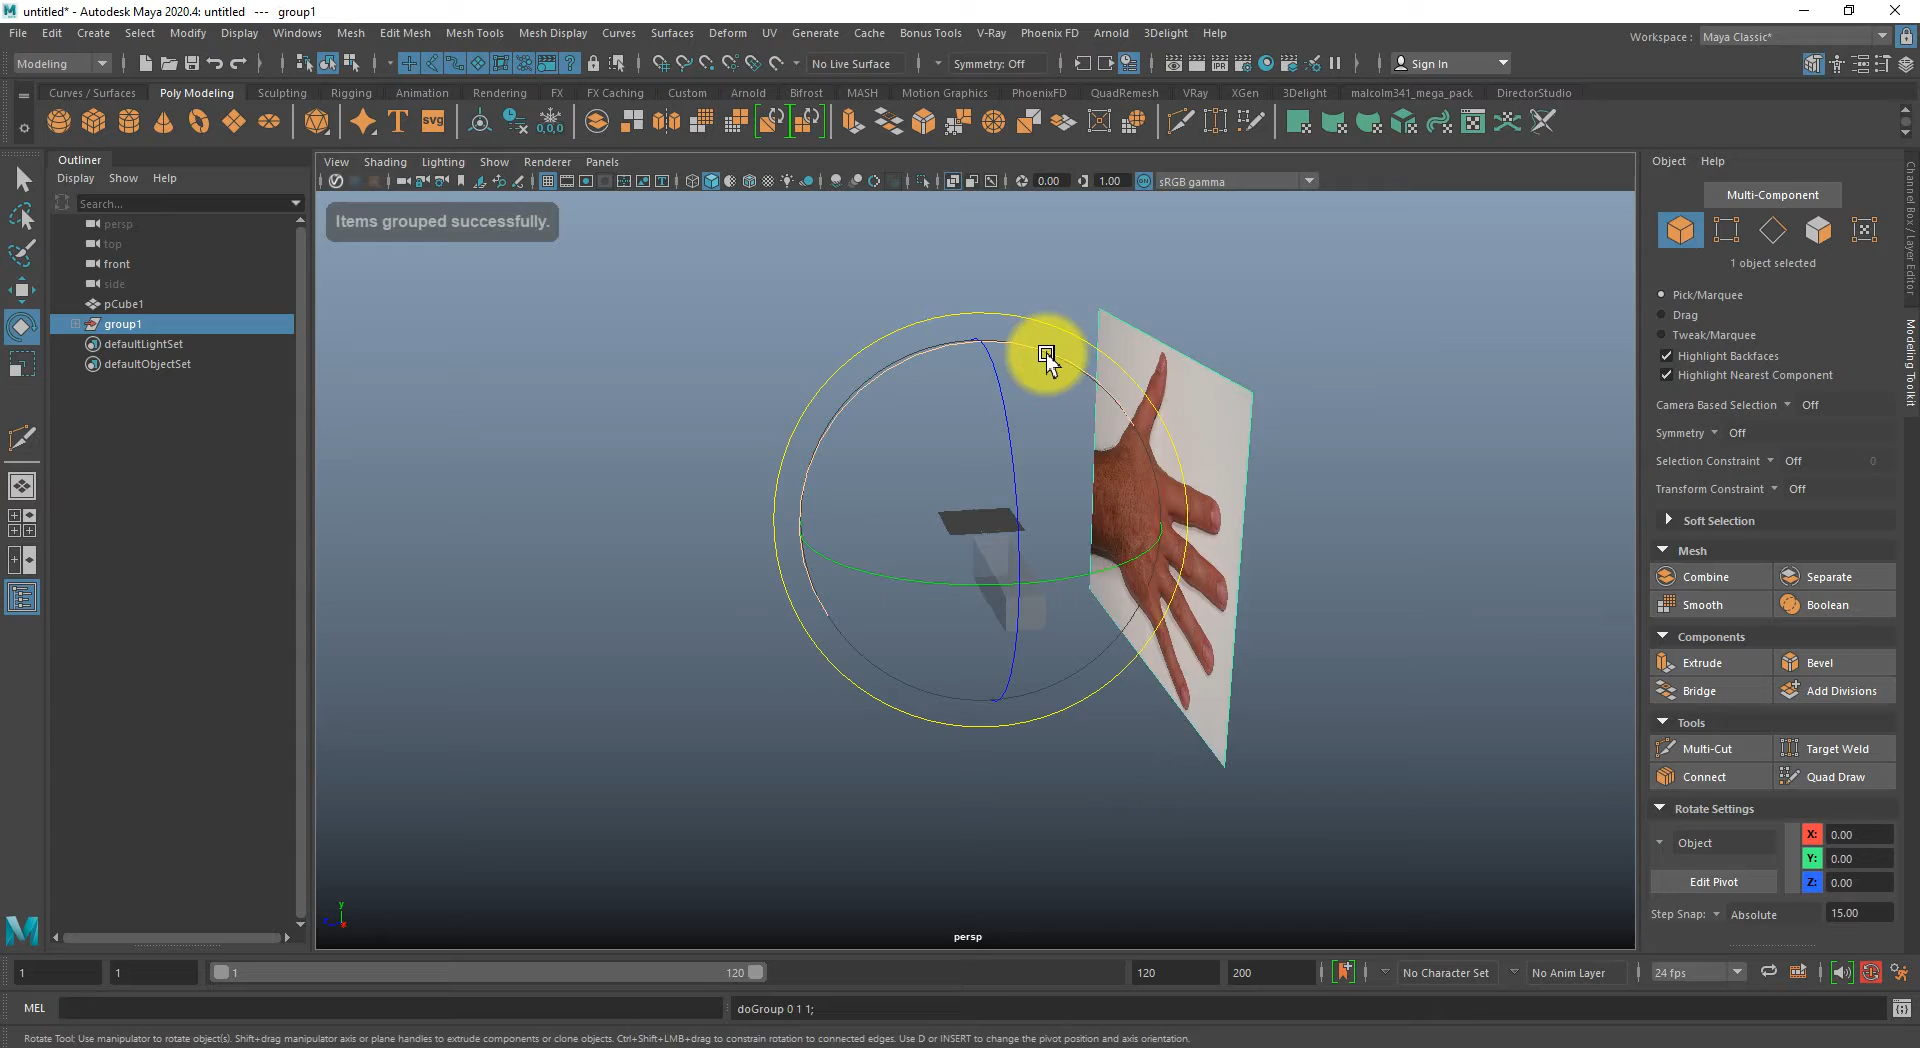 untitled* - Autodesk Maya 2020.4: untitled   ---   group1
File Edit Create Select Modify Display Windows Mesh Edit Mesh Mesh Tools Mesh Display Curves Surfaces Deform UV Generate Cache Bonus Tools V-Ray Phoenix FD Arnold 3Delight Help
Workspace : Maya Classic*
Modeling
No Live Surface
Symmetry: Off
Sign In
Curves / Surfaces Poly Modeling Sculpting Rigging Animation Rendering FX FX Caching Custom Arnold Bifrost MASH Motion Graphics PhoenixFD QuadRemesh VRay XGen 3Delight malcolm341_mega_pack DirectorStudio
SVG
0,0,0
IPR
Outliner
Display Show Help
Search...
persp
top
front
side
pCube1
group1
defaultLightSet
defaultObjectSet
View Shading Lighting Show Renderer Panels
0.00 1.00 sRGB gamma
Items grouped successfully.
y
persp
Object Help
Multi-Component
1 object selected
Pick/Marquee
Drag
Tweak/Marquee
Highlight Backfaces
Highlight Nearest Component
Camera Based Selection Off
Symmetry Off
Selection Constraint Off 0
Transform Constraint Off
Soft Selection
Mesh
Combine Separate
Smooth Boolean
Components
Extrude Bevel
Bridge Add Divisions
Tools
Multi-Cut Target Weld
Connect Quad Draw
Rotate Settings
Object
X: 0.00
Y: 0.00
Z: 0.00
Edit Pivot
Step Snap: Absolute 15.00
Channel Box / Layer Editor
Modeling Toolkit
1 1 1 120 120 200 No Character Set No Anim Layer 24 fps
MEL
doGroup 0 1 1;
Rotate Tool: Use manipulator to rotate object(s). Shift+drag manipulator axis or plane handles to extrude components or clone objects. Ctrl+Shift+LMB+drag to constrain rotation to connected edges. Use D or INSERT to change the pivot position and axis orientation.